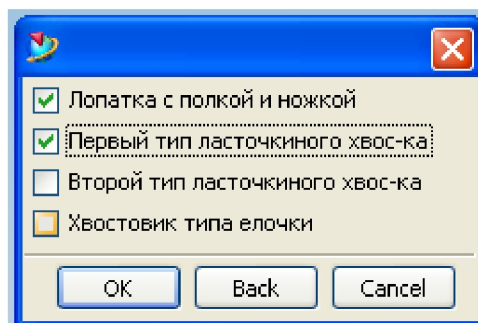 Лопатка с полкой и ножкой
Первый тип ласточкиного хвос-ка
Второй тип ласточкиного хвос-ка
Хвостовик типа елочки
OK Back Cancel